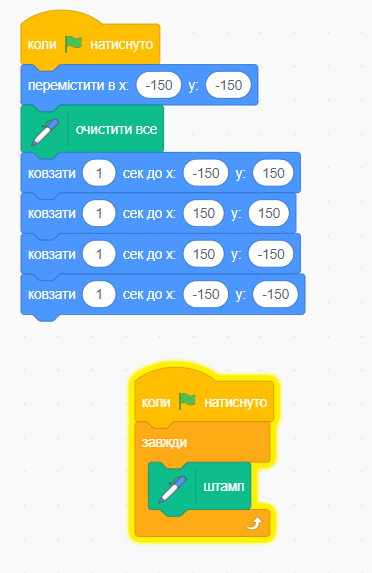 коли натиснуто
перемістити в x: -150 y: -150
очистити все
ковзати 1 сек до x: -150 y: 150
ковзати 1 сек до x: 150 y: 150
ковзати 1 сек до x: 150 y: -150
ковзати 1 сек до x: -150 y: -150
коли натиснуто
завжди
штамп